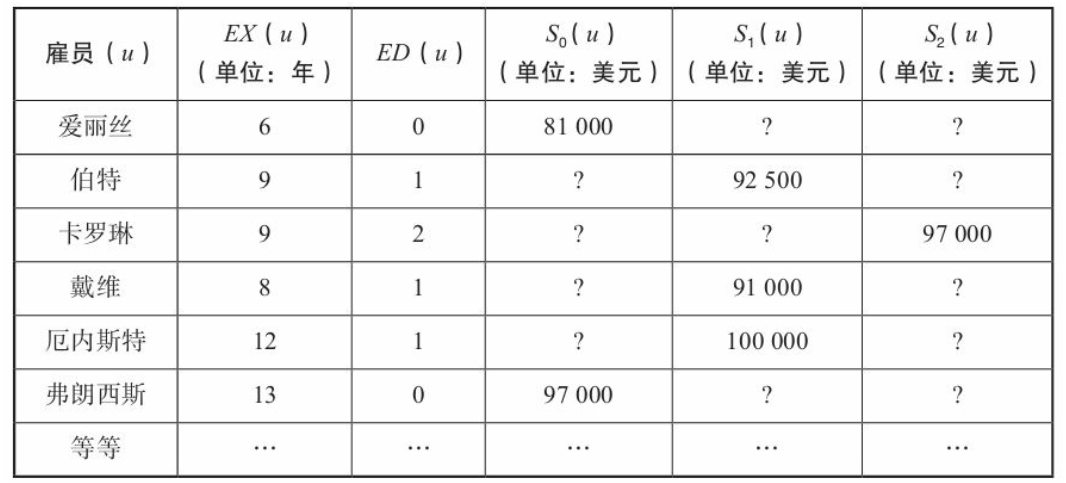 雇员（u） EX（u）（单位：年） ED（u） S₀（u）（单位：美元） S₁（u）（单位：美元） S₂（u）（单位：美元）
爱丽丝 6 0 81 000 ? ?
伯特 9 1 ? 92 500 ?
卡罗琳 9 2 ? ? 97 000
戴维 8 1 ? 91 000 ?
厄内斯特 12 1 ? 100 000 ?
弗朗西斯 13 0 97 000 ? ?
等等 … … … … …